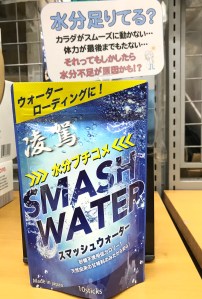 水分足りてる?
カラダがスムーズに動かない…
体力が最後までもたない…
それってもしかしたら
水分不足が原因かも!?
ウォーター
ローディングに!
凌駕
水分プチコメ
SMASH
WATER
スマッシュウォーター
Made in Japan
10sticks